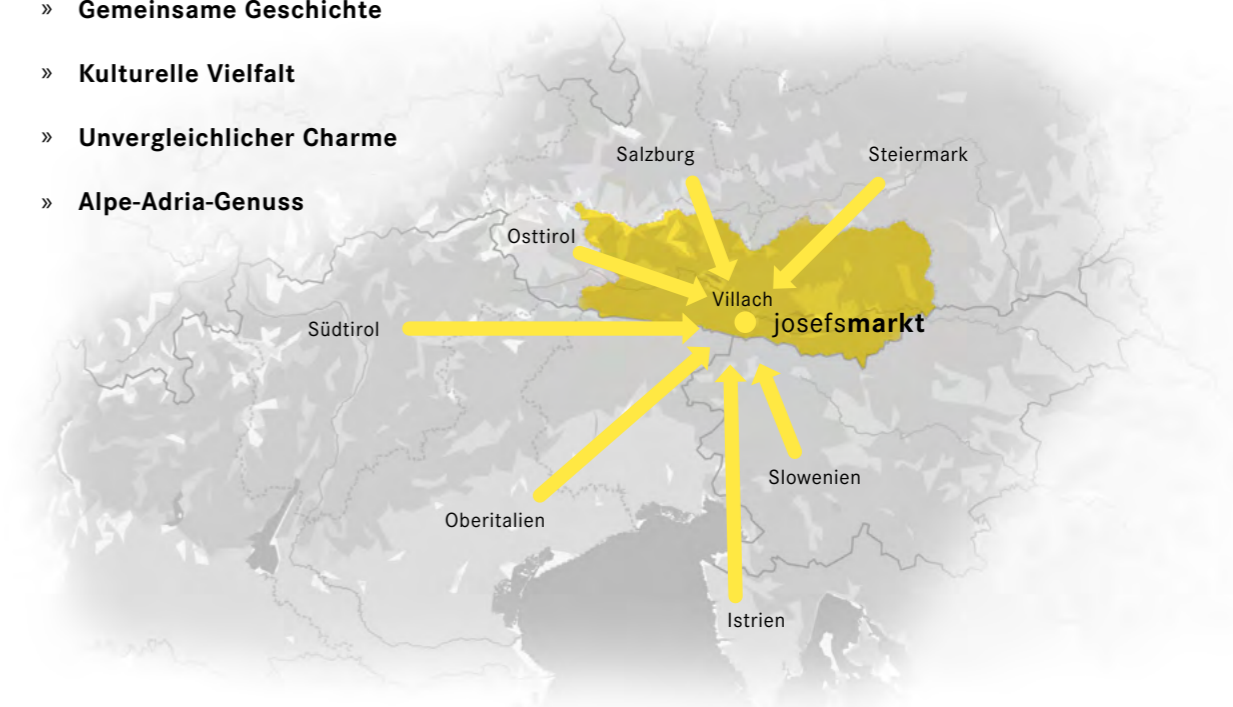 » Gemeinsame Geschichte
» Kulturelle Vielfalt
» Unvergleichlicher Charme
» Alpe-Adria-Genuss
Salzburg
Steiermark
Osttirol
Villach
josefsmarkt
Südtirol
Slowenien
Oberitalien
Istrien